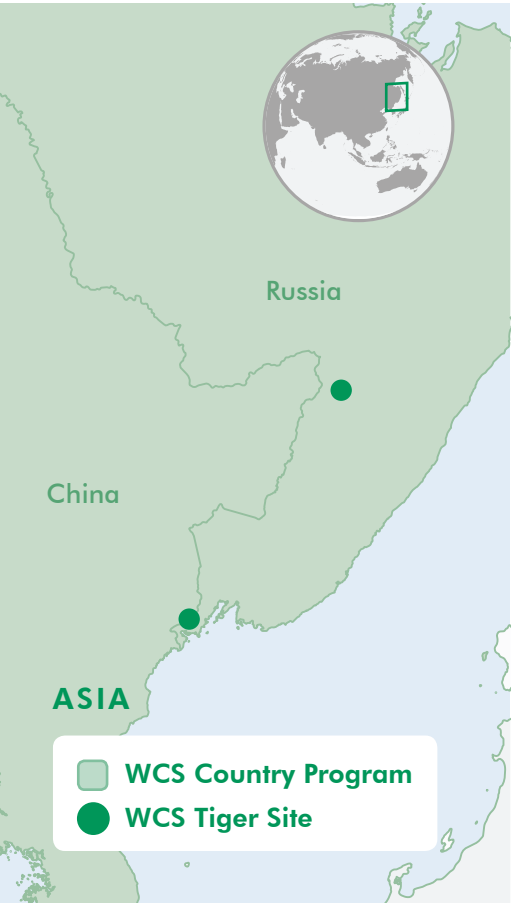 Russia
China
ASIA
WCS Country Program
WCS Tiger Site